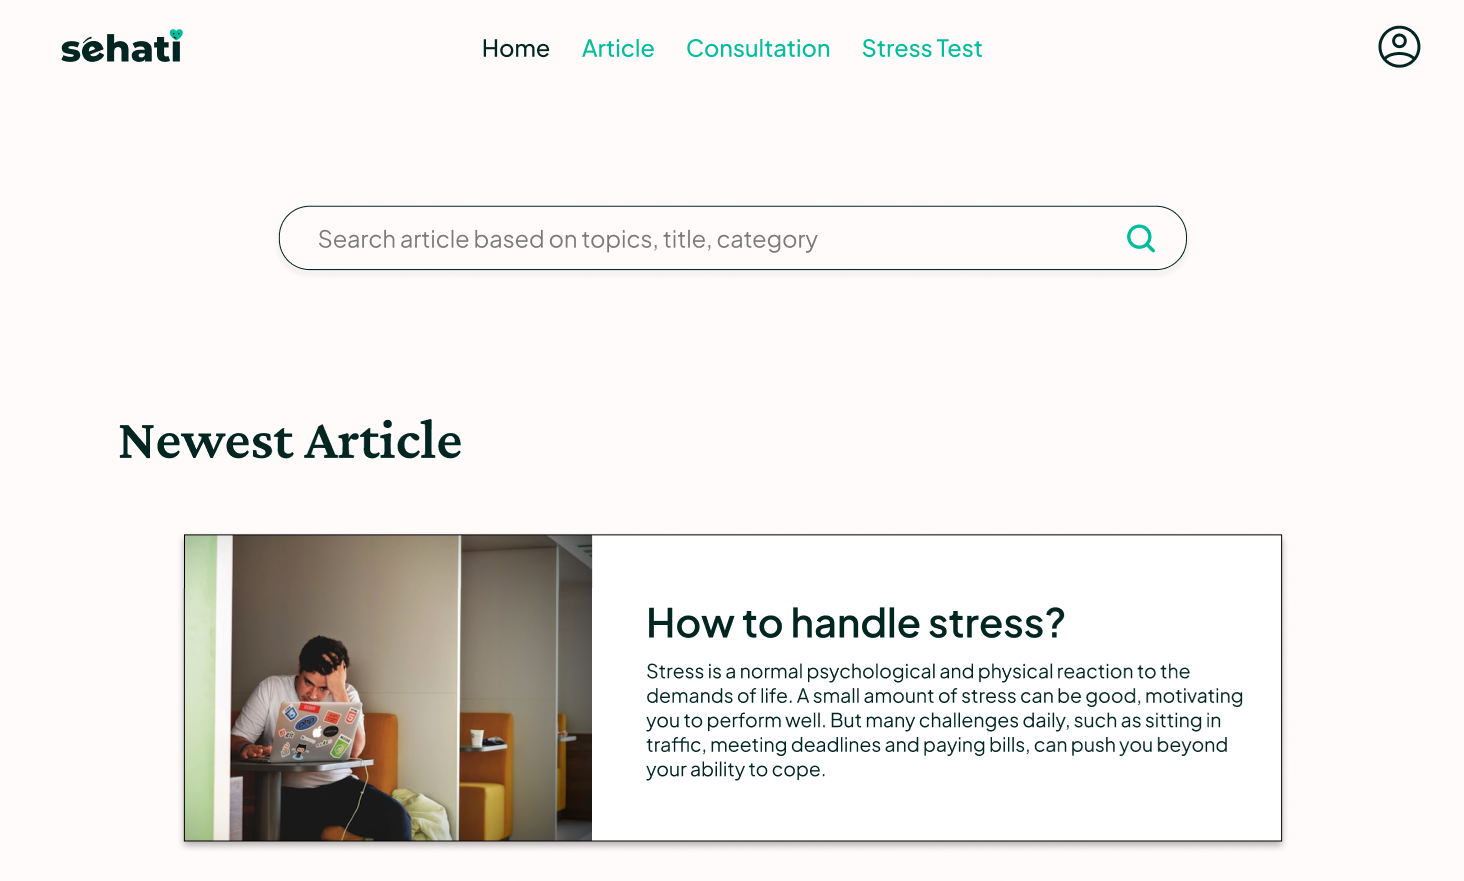 sehati
Home
Article
Consultation
Stress Test
Search article based on topics, title, category
Newest Article
How to handle stress?
Stress is a normal psychological and physical reaction to the
demands of life. A small amount of stress can be good, motivating
you to perform well. But many challenges daily, such as sitting in
traffic, meeting deadlines and paying bills, can push you beyond
your ability to cope.